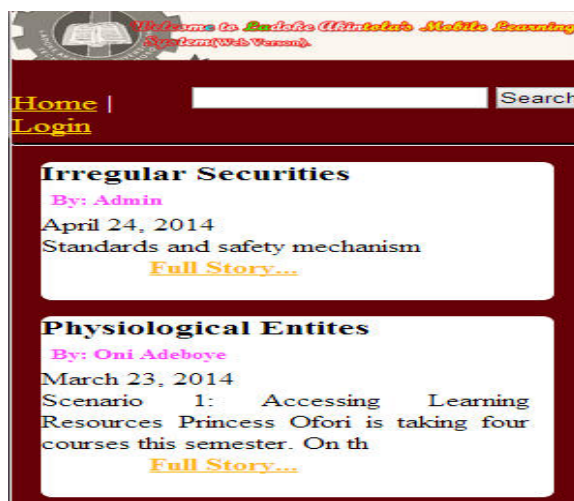 Welcome to Ladoke Akintola's Mobile Learning
System(Web Verson).
Home |
Login
Search
Irregular Securities
By: Admin
April 24, 2014
Standards and safety mechanism
Full Story...
Physiological Entites
By: Oni Adeboye
March 23, 2014
Scenario 1: Accessing Learning
Resources Princess Ofori is taking four
courses this semester. On th
Full Story...